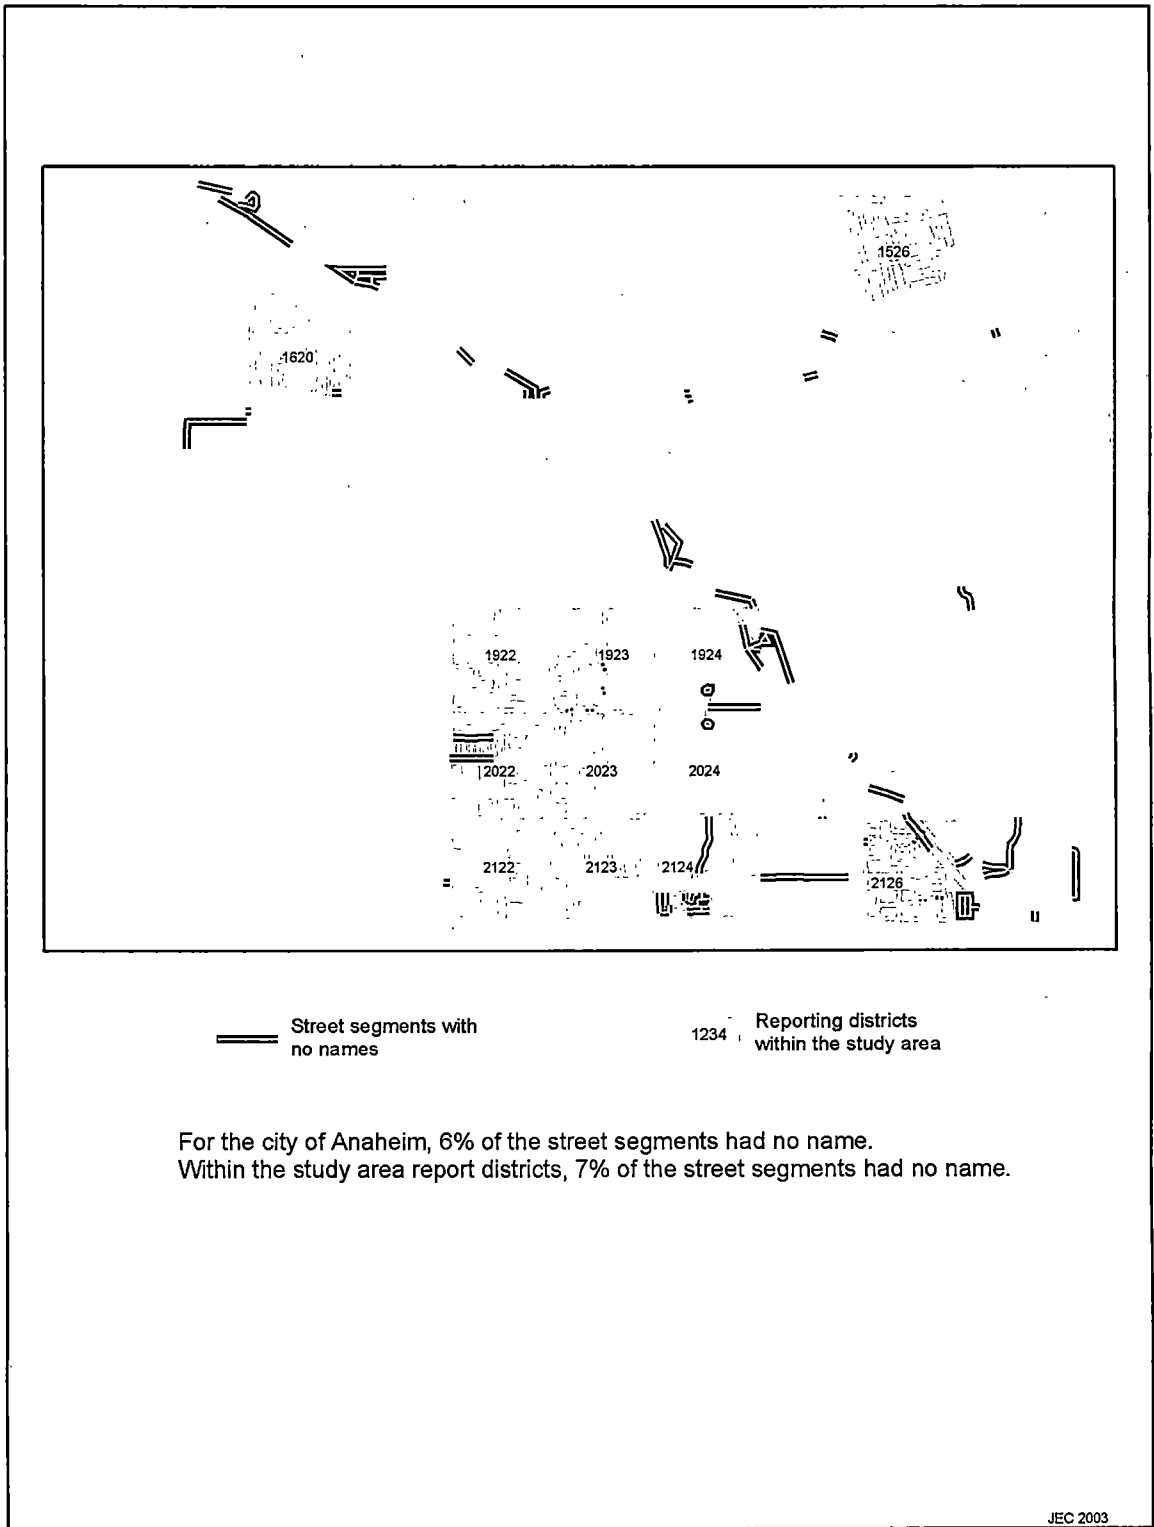 1526
1620
1922 1923 1924
2022 2023 2024
2122 2123 2124
2126
Street segments with
no names
1234
Reporting districts
within the study area
For the city of Anaheim, 6% of the street segments had no name.
Within the study area report districts, 7% of the street segments had no name.
JEC 2003